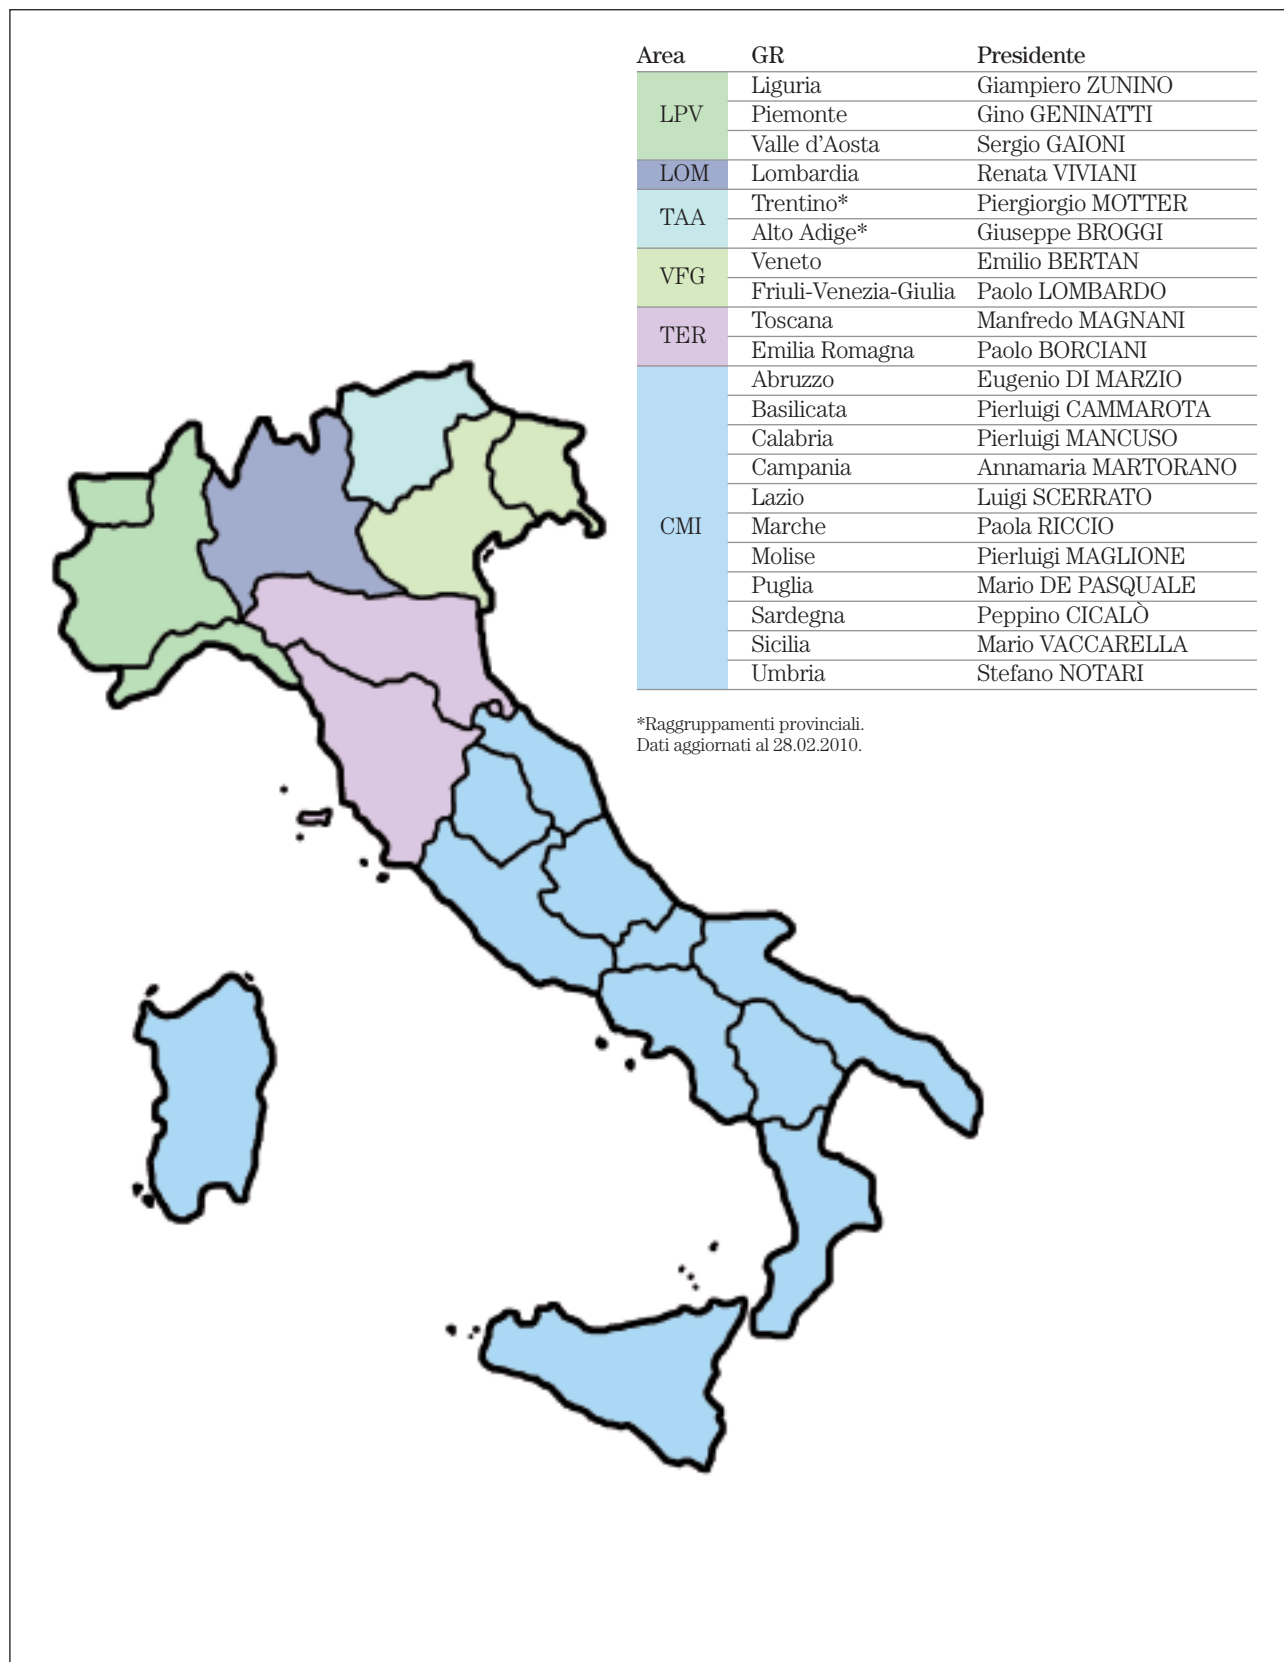 Area GR Presidente
LPV Liguria Giampiero ZUNINO
Piemonte Gino GENINATTI
Valle d'Aosta Sergio GAIONI
LOM Lombardia Renata VIVIANI
TAA Trentino* Piergiorgio MOTTER
Alto Adige* Giuseppe BROGGI
VFG Veneto Emilio BERTAN
Friuli-Venezia-Giulia Paolo LOMBARDO
TER Toscana Manfredo MAGNANI
Emilia Romagna Paolo BORCIANI
CMI Abruzzo Eugenio DI MARZIO
Basilicata Pierluigi CAMMAROTA
Calabria Pierluigi MANCUSO
Campania Annamaria MARTORANO
Lazio Luigi SCERRATO
Marche Paola RICCIO
Molise Pierluigi MAGLIONE
Puglia Mario DE PASQUALE
Sardegna Peppino CICALÒ
Sicilia Mario VACCARELLA
Umbria Stefano NOTARI
*Raggruppamenti provinciali.
Dati aggiornati al 28.02.2010.